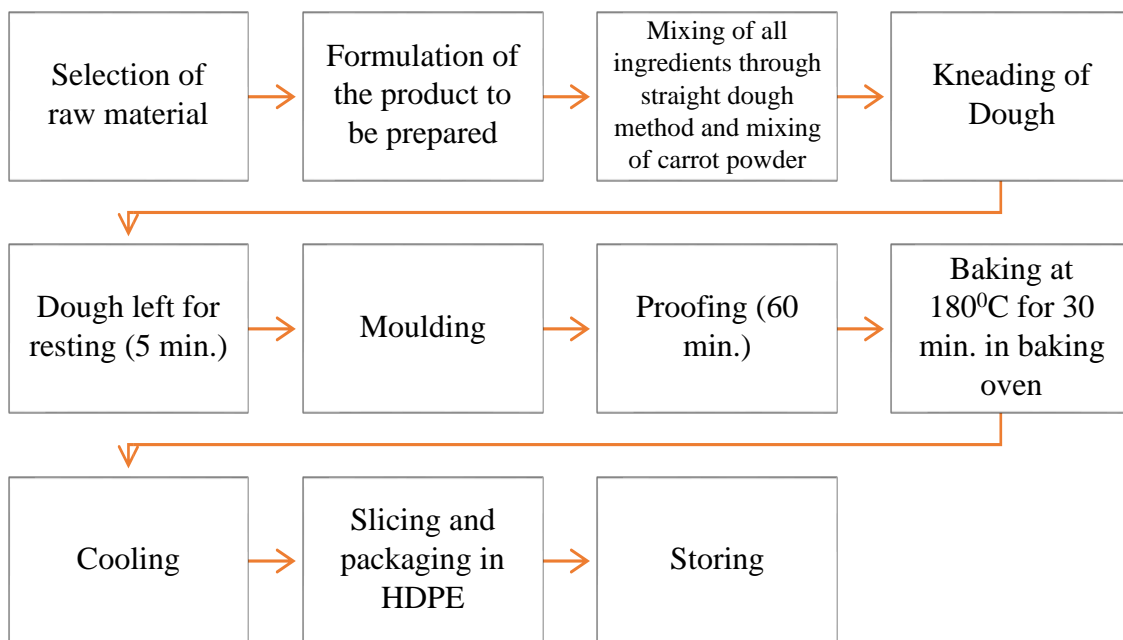 Selection of
raw material
Formulation of
the product to
be prepared
Mixing of all
ingredients through
straight dough
method and mixing
of carrot powder
Kneading of
Dough
Dough left for
resting (5 min.)
Moulding
Proofing (60
min.)
Baking at
180⁰C for 30
min. in baking
oven
Cooling
Slicing and
packaging in
HDPE
Storing